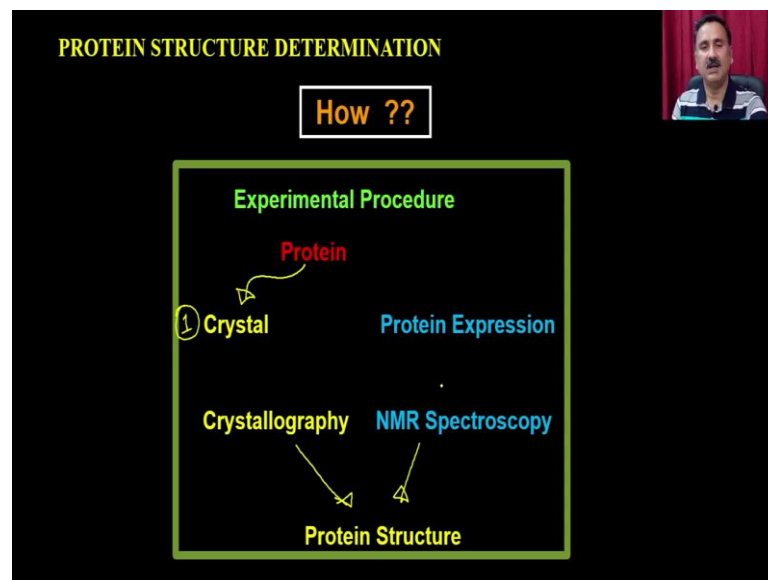 PROTEIN STRUCTURE DETERMINATION
How ??
Experimental Procedure
Protein
1 Crystal
Protein Expression
Crystallography
NMR Spectroscopy
Protein Structure